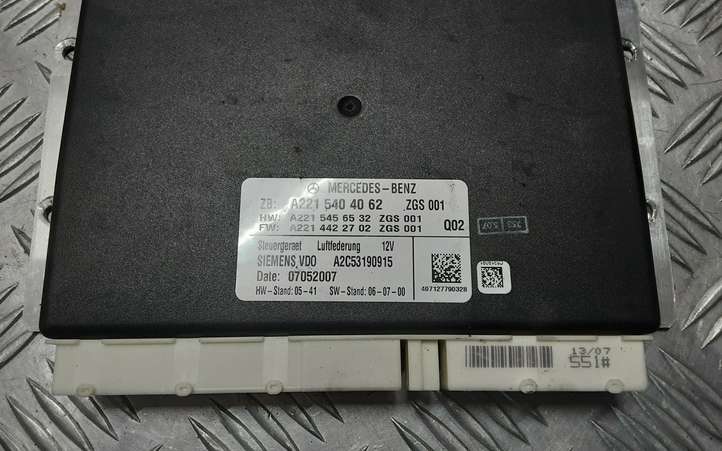 MERCEDES-BENZ
ZB: A221 540 40 62 ZGS 001
HW: A221 545 65 32 ZGS 001
FW: A221 442 27 02 ZGS 001 Q02
Steuergeraet Luftfederung 12V
SIEMENS VDO A2C53190915
Date: 07052007
HW-Stand: 05-41 SW-Stand: 06-07-00
407127790328
13/07
551#